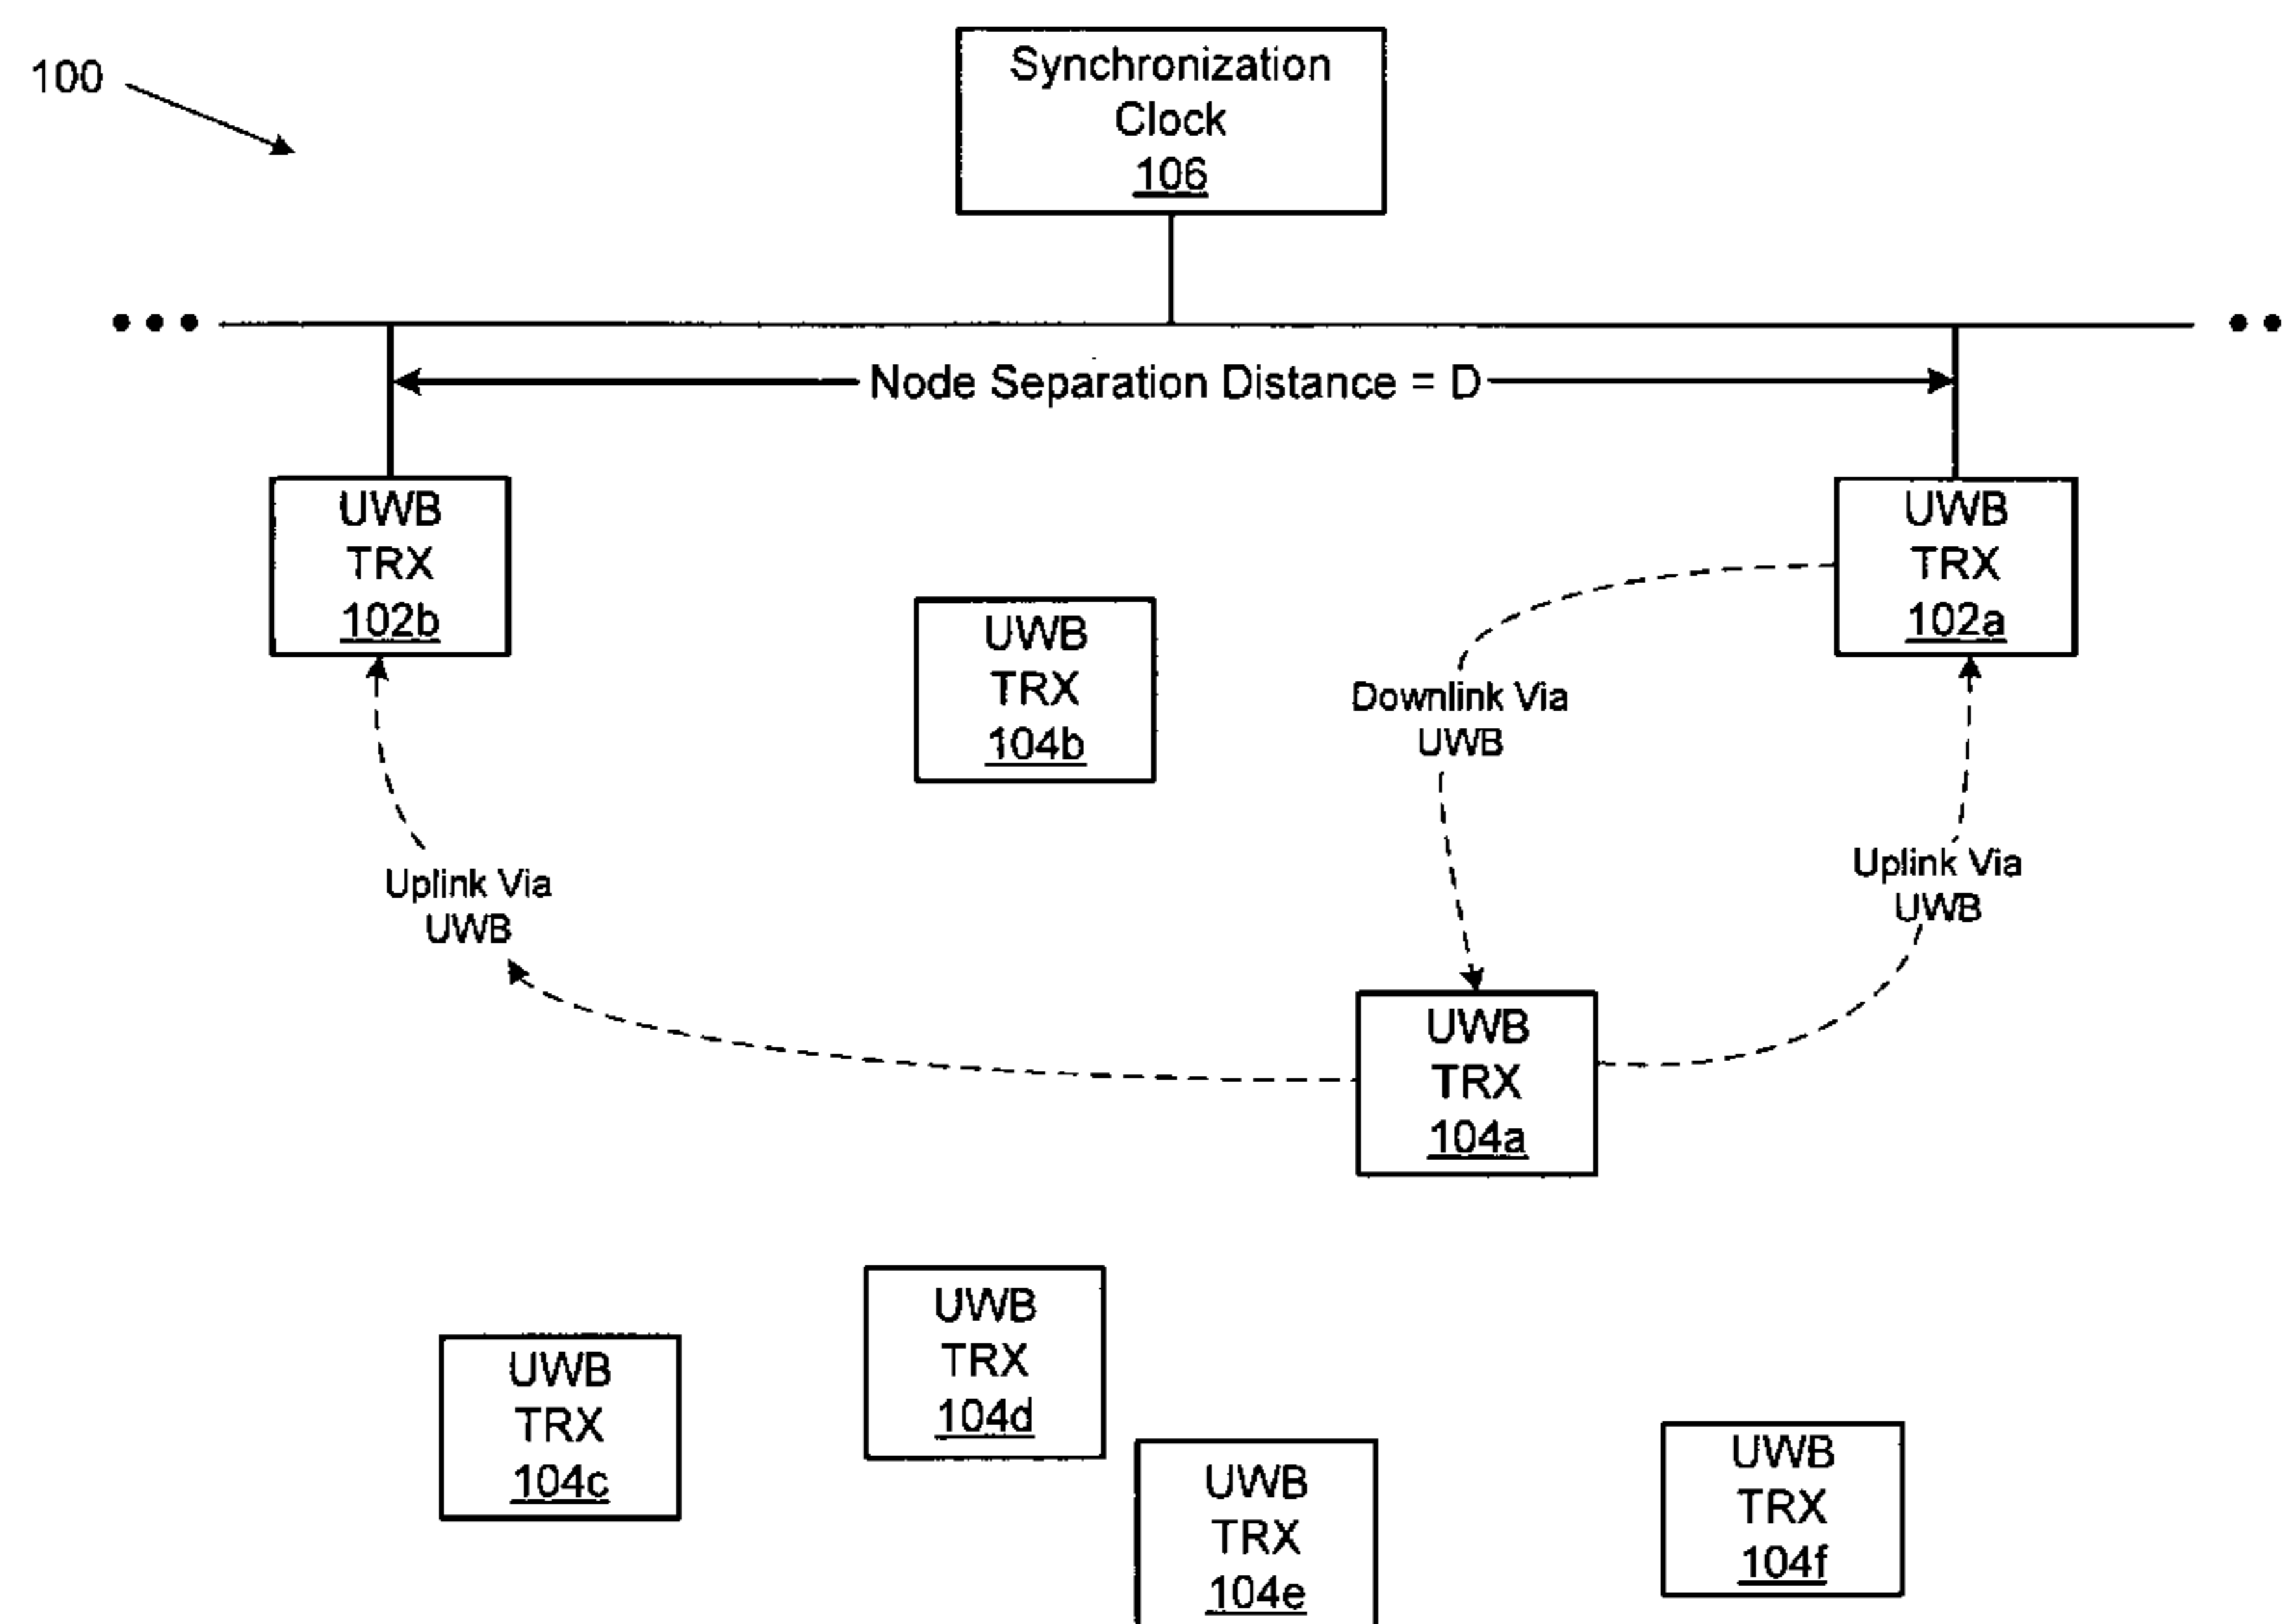 100
Synchronization
Clock
106
Node Separation Distance = D
UWB
TRX
102b
UWB
TRX
102a
UWB
TRX
104b
Downlink Via
UWB
Uplink Via
UWB
Uplink Via
UWB
UWB
TRX
104a
UWB
TRX
104d
UWB
TRX
104c
UWB
TRX
104e
UWB
TRX
104f